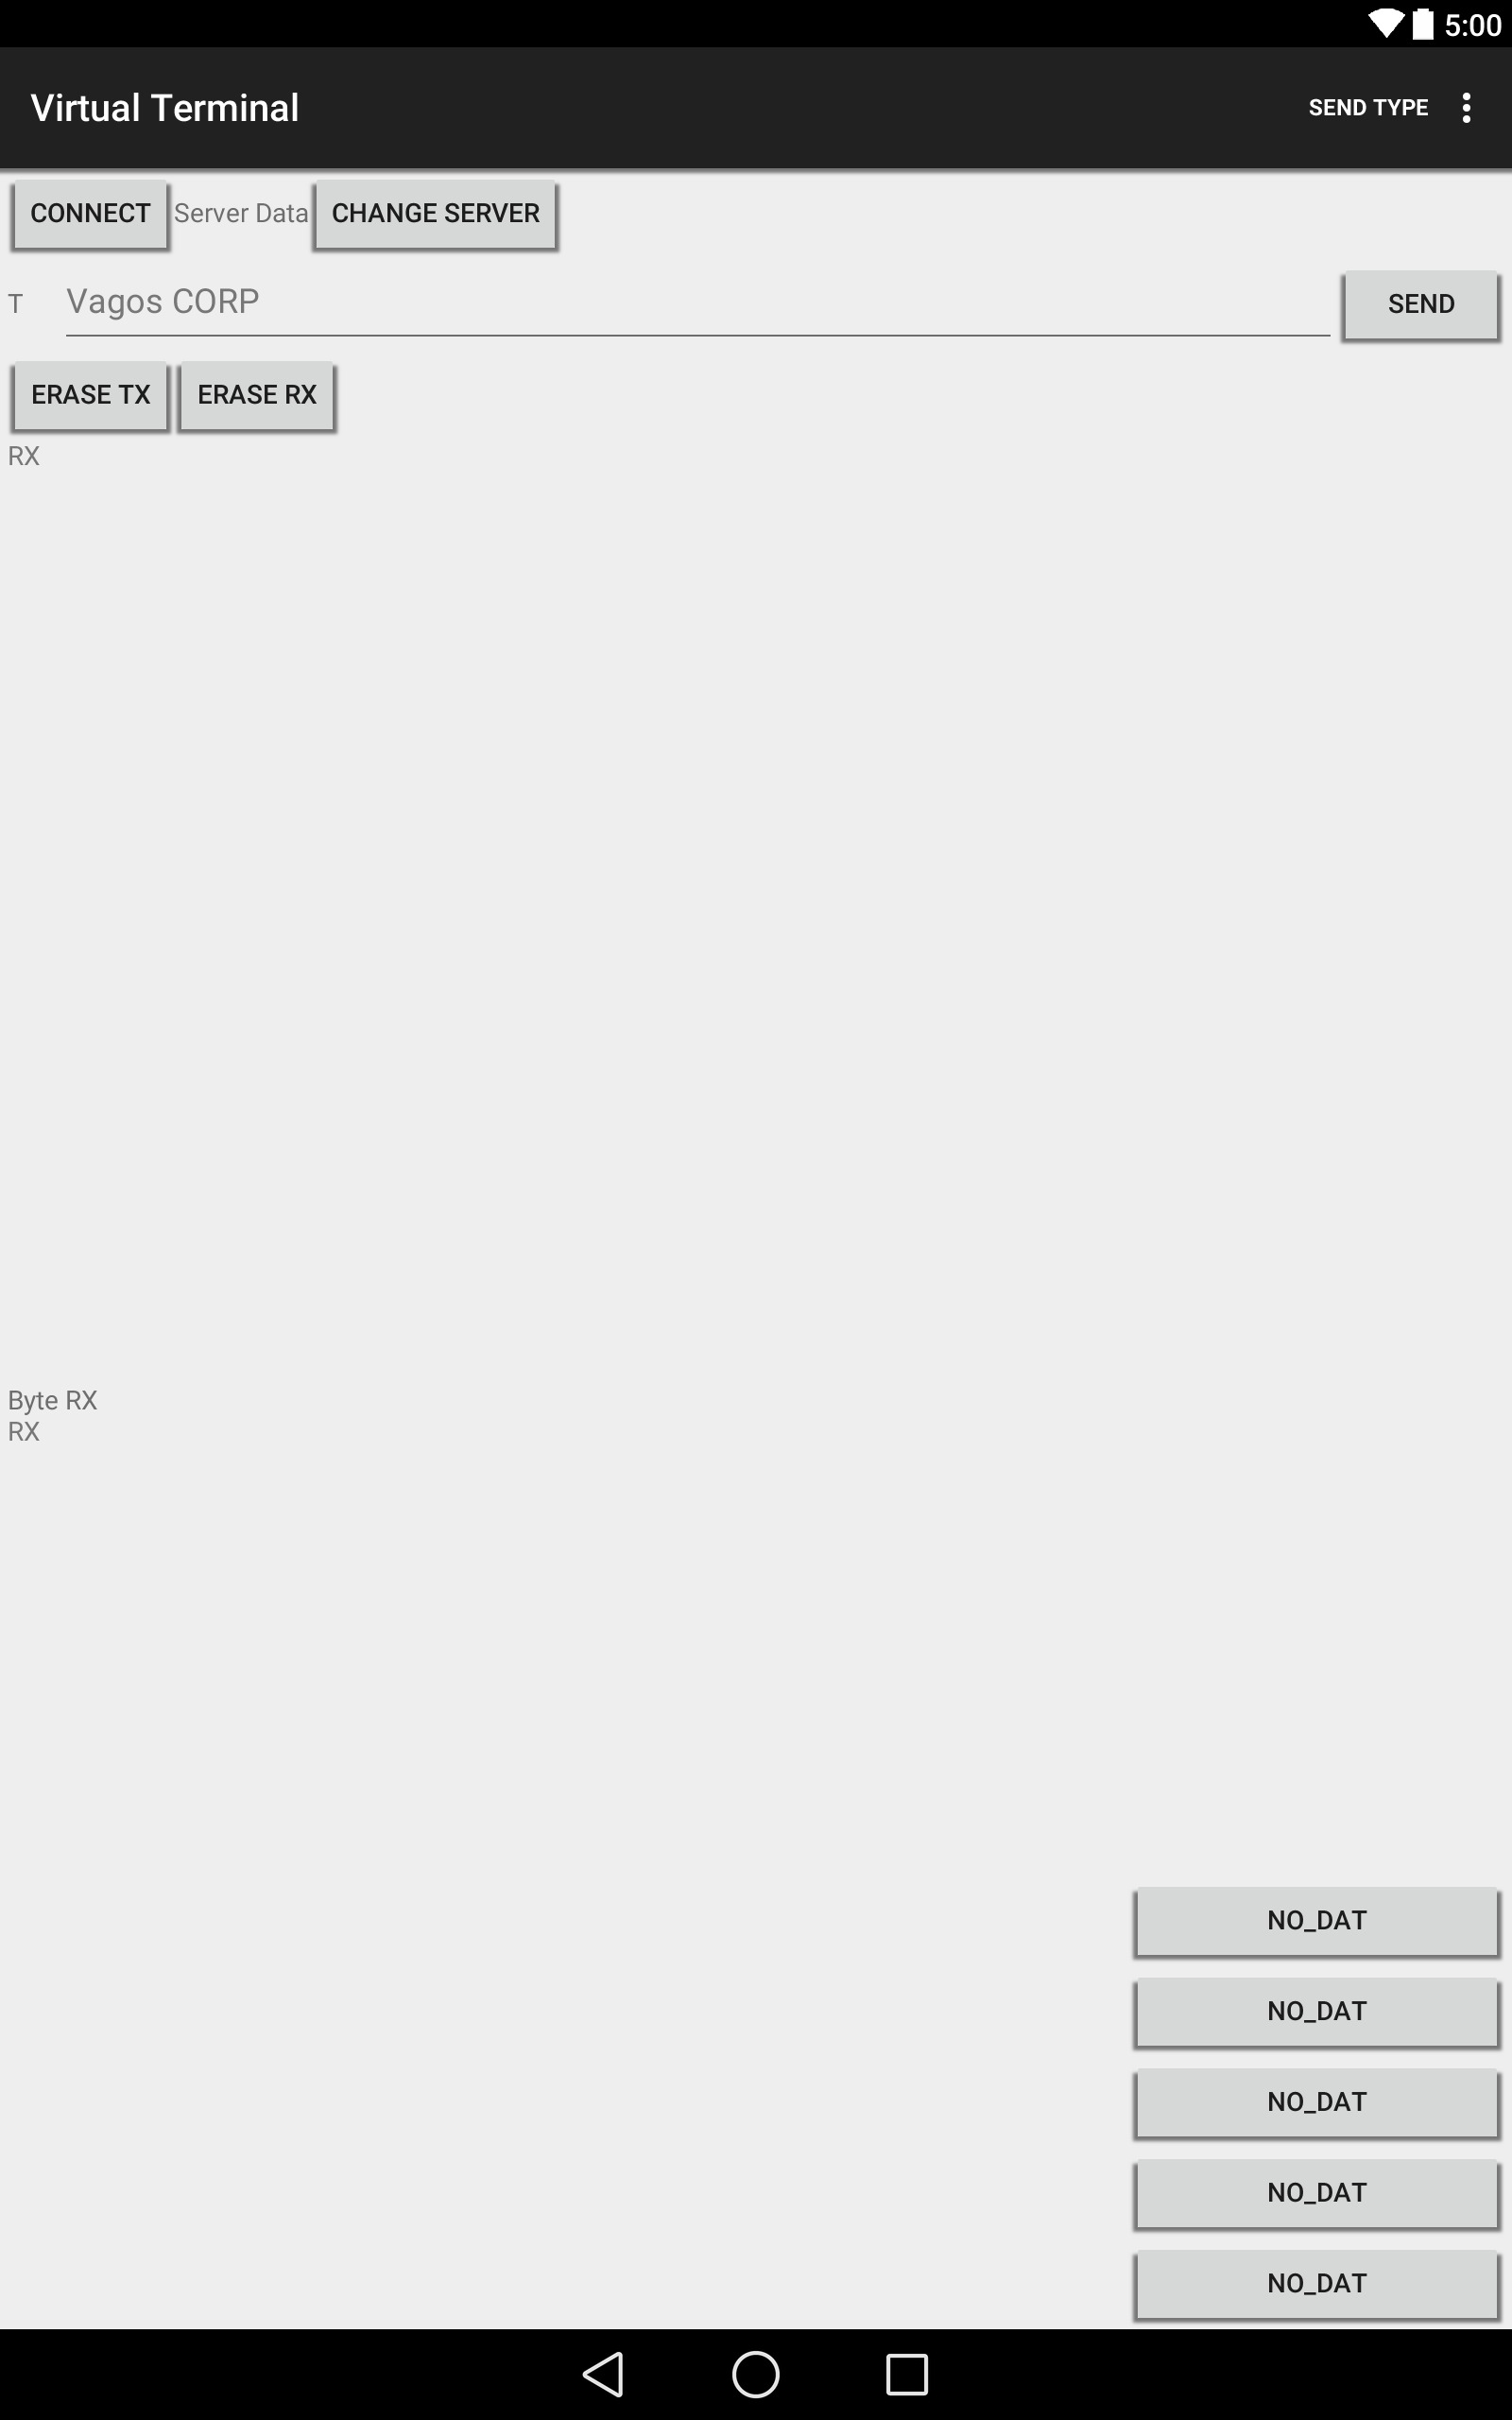 5:00
Virtual Terminal SEND TYPE
CONNECT Server Data CHANGE SERVER
T Vagos CORP SEND
ERASE TX ERASE RX
RX
Byte RX
RX
NO_DAT
NO_DAT
NO_DAT
NO_DAT
NO_DAT